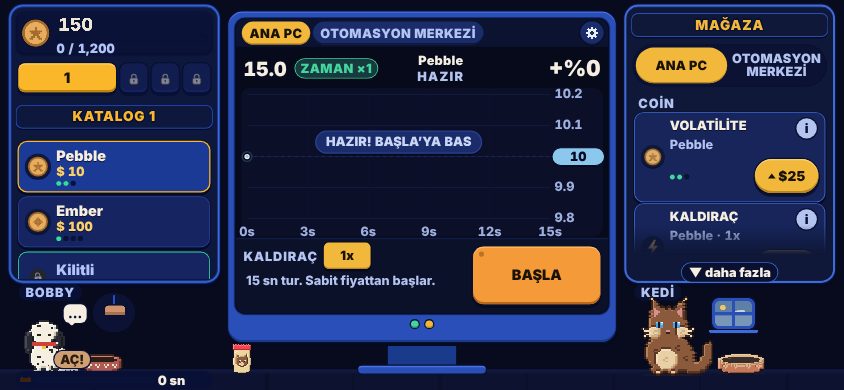 150
0 / 1,200
1
KATALOG 1
Pebble
$ 10
Ember
$ 100
Kilitli
BOBBY
...
AÇ!
0 sn
ANA PC
OTOMASYON MERKEZİ
15.0
ZAMAN ×1
Pebble
HAZIR
+%0
10.2
10.1
HAZIR! BAŞLA'YA BAS
10
9.9
9.8
0s 3s 6s 9s 12s 15s
KALDIRAÇ
1x
15 sn tur. Sabit fiyattan başlar.
BAŞLA
MAĞAZA
ANA PC
OTOMASYON
MERKEZİ
COİN
VOLATİLİTE
i
Pebble
$25
KALDIRAÇ
i
Pebble · 1x
▼ daha fazla
KEDİ